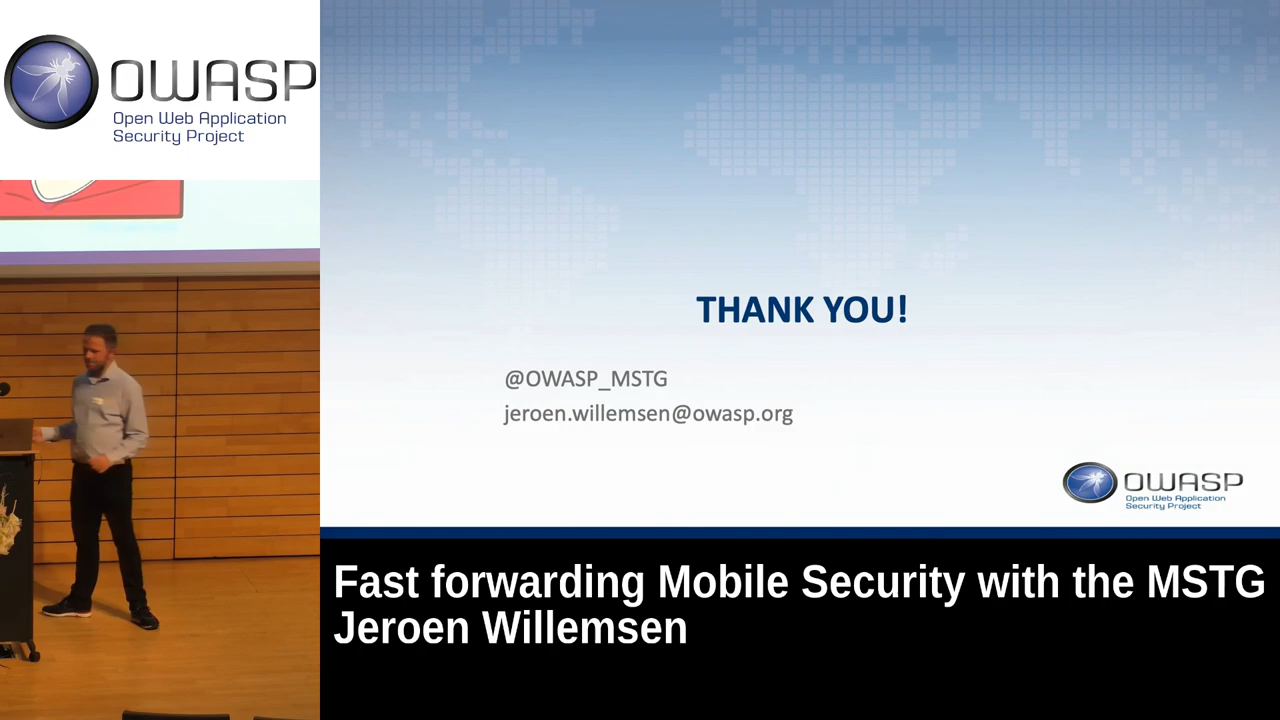 OWASP
Open Web Application
Security Project
THANK YOU!
@OWASP_MSTG
jeroen.willemsen@owasp.org
OWASP
Open Web Application
Security Project
Fast forwarding Mobile Security with the MSTG
Jeroen Willemsen